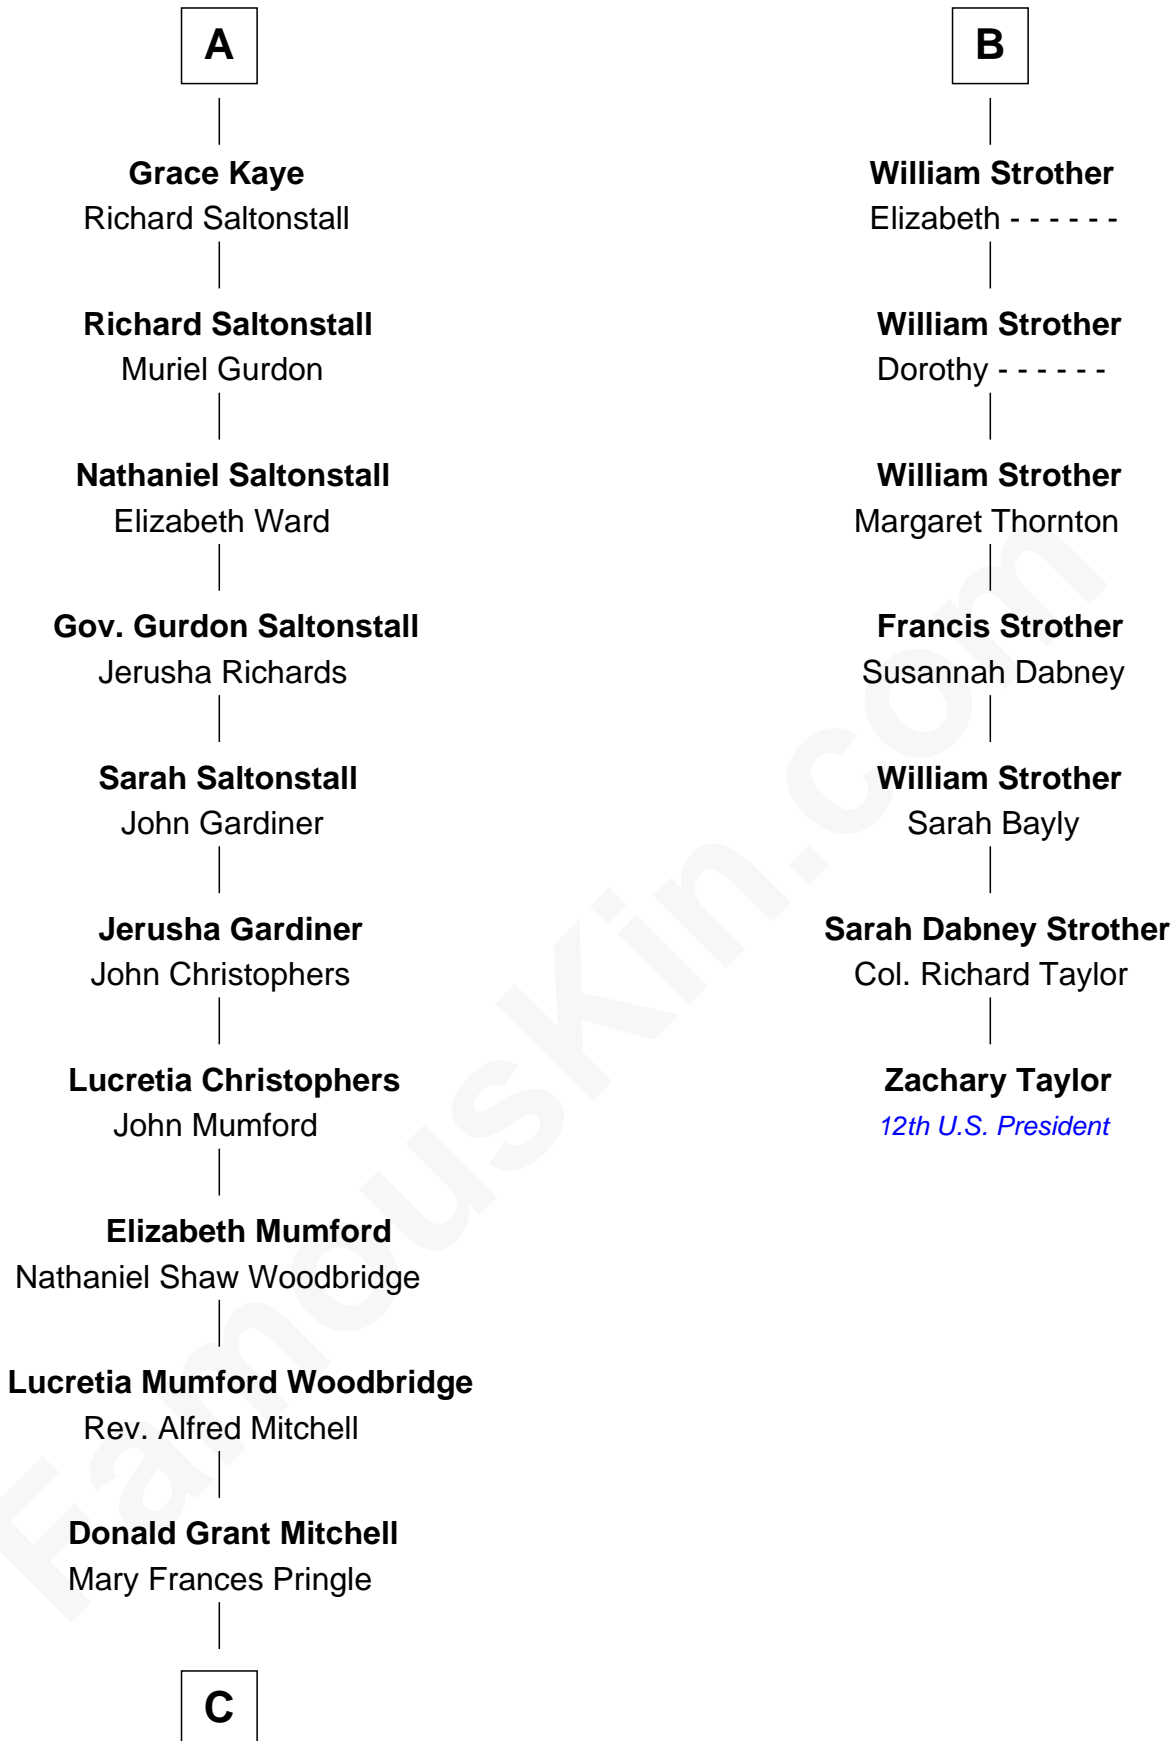 A
Grace Kaye
Richard Saltonstall
Richard Saltonstall
Muriel Gurdon
Nathaniel Saltonstall
Elizabeth Ward
Gov. Gurdon Saltonstall
Jerusha Richards
Sarah Saltonstall
John Gardiner
Jerusha Gardiner
John Christophers
Lucretia Christophers
John Mumford
Elizabeth Mumford
Nathaniel Shaw Woodbridge
Lucretia Mumford Woodbridge
Rev. Alfred Mitchell
Donald Grant Mitchell
Mary Frances Pringle
C
B
William Strother
Elizabeth - - - - - -
William Strother
Dorothy - - - - - -
William Strother
Margaret Thornton
Francis Strother
Susannah Dabney
William Strother
Sarah Bayly
Sarah Dabney Strother
Col. Richard Taylor
Zachary Taylor
12th U.S. President
FamousKin.com